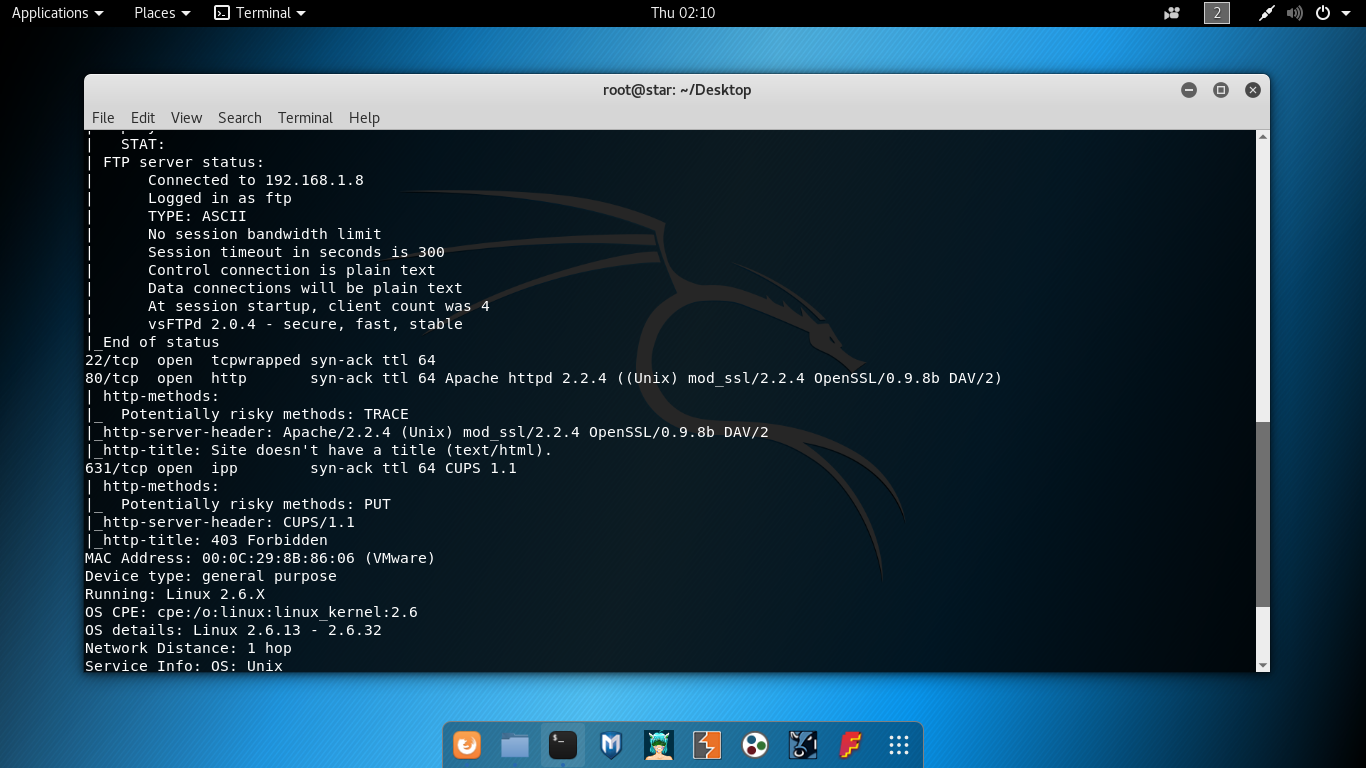 Applications Places Terminal Thu 02:10 2
root@star: ~/Desktop
File Edit View Search Terminal Help
|   STAT:
| FTP server status:
|      Connected to 192.168.1.8
|      Logged in as ftp
|      TYPE: ASCII
|      No session bandwidth limit
|      Session timeout in seconds is 300
|      Control connection is plain text
|      Data connections will be plain text
|      At session startup, client count was 4
|      vsFTPd 2.0.4 - secure, fast, stable
|_End of status
22/tcp  open  tcpwrapped syn-ack ttl 64
80/tcp  open  http       syn-ack ttl 64 Apache httpd 2.2.4 ((Unix) mod_ssl/2.2.4 OpenSSL/0.9.8b DAV/2)
| http-methods:
|_  Potentially risky methods: TRACE
|_http-server-header: Apache/2.2.4 (Unix) mod_ssl/2.2.4 OpenSSL/0.9.8b DAV/2
|_http-title: Site doesn't have a title (text/html).
631/tcp open  ipp        syn-ack ttl 64 CUPS 1.1
| http-methods:
|_  Potentially risky methods: PUT
|_http-server-header: CUPS/1.1
|_http-title: 403 Forbidden
MAC Address: 00:0C:29:8B:86:06 (VMware)
Device type: general purpose
Running: Linux 2.6.X
OS CPE: cpe:/o:linux:linux_kernel:2.6
OS details: Linux 2.6.13 - 2.6.32
Network Distance: 1 hop
Service Info: OS: Unix